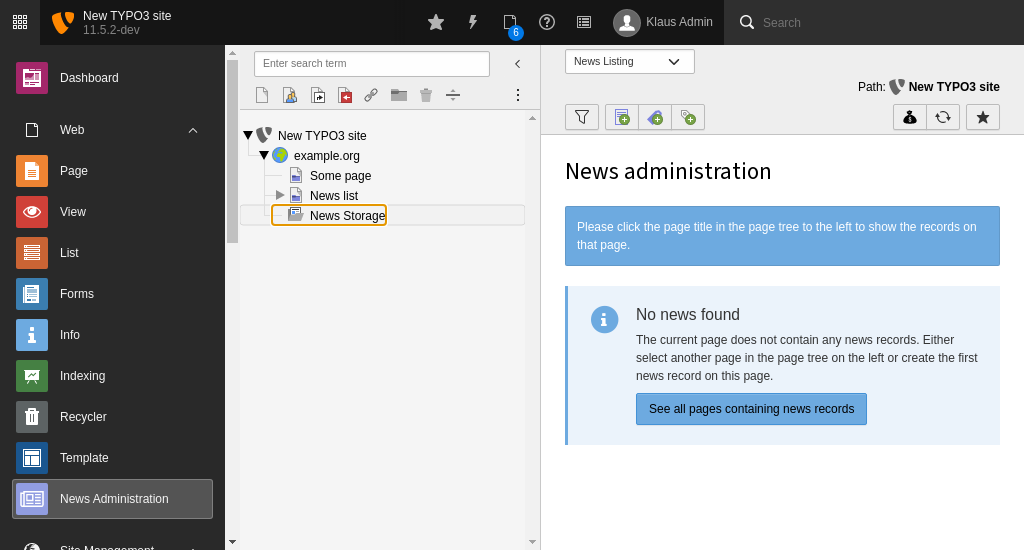 New TYPO3 site
11.5.2-dev
6
Klaus Admin
Search
Dashboard
Web
Page
View
List
Forms
Info
Indexing
Recycler
Template
News Administration
Site Management
Enter search term
New TYPO3 site
example.org
Some page
News list
News Storage
News Listing
Path: New TYPO3 site
News administration
Please click the page title in the page tree to the left to show the records on
that page.
No news found
The current page does not contain any news records. Either
select another page in the page tree on the left or create the first
news record on this page.
See all pages containing news records